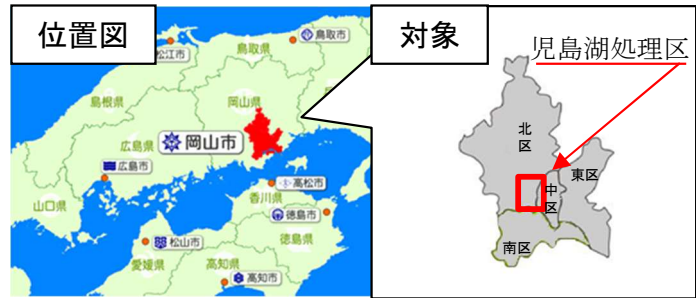 位置図
鳥取県
鳥取市
松江市
島根県
岡山県
広島県
岡山市
広島市
山口県
高松市
香川県
徳島市
徳島県
松山市
愛媛県
高知県
高知市
対象
児島湖処理区
北区
東区
中区
南区